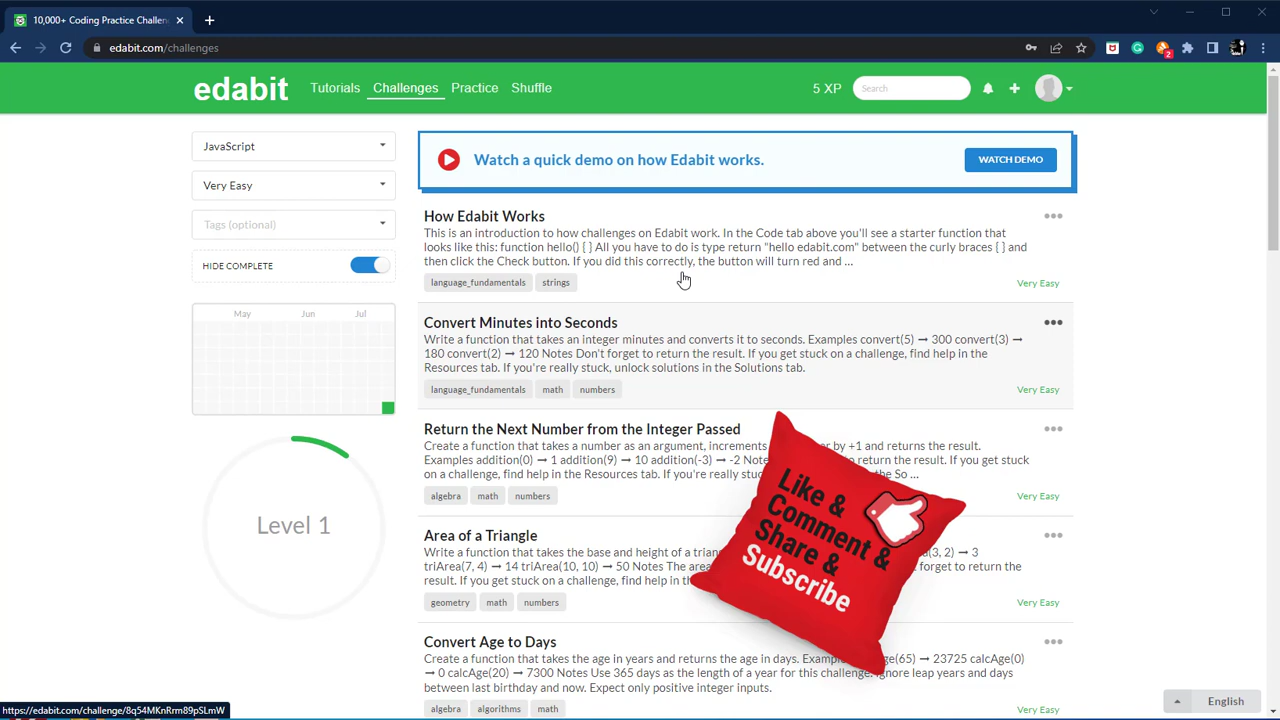 10,000+ Coding Practice Challen
edabit.com/challenges
2
edabit
Tutorials
Challenges
Practice
Shuffle
5 XP
Search
JavaScript
Very Easy
Tags (optional)
HIDE COMPLETE
May Jun Jul
Level 1
Watch a quick demo on how Edabit works.
WATCH DEMO
How Edabit Works
This is an introduction to how challenges on Edabit work. In the Code tab above you'll see a starter function that
looks like this: function hello() { } All you have to do is type return "hello edabit.com" between the curly braces { } and
then click the Check button. If you did this correctly, the button will turn red and ...
language_fundamentals strings
Very Easy
Convert Minutes into Seconds
Write a function that takes an integer minutes and converts it to seconds. Examples convert(5) ➞ 300 convert(3) ➞
180 convert(2) ➞ 120 Notes Don't forget to return the result. If you get stuck on a challenge, find help in the
Resources tab. If you're really stuck, unlock solutions in the Solutions tab.
language_fundamentals math numbers
Very Easy
Return the Next Number from the Integer Passed
Create a function that takes a number as an argument, increments by +1 and returns the result.
Examples addition(0) ➞ 1 addition(9) ➞ 10 addition(-3) ➞ -2 Notes to return the result. If you get stuck
on a challenge, find help in the Resources tab. If you're really the So ...
algebra math numbers
Very Easy
Area of a Triangle
Write a function that takes the base and height of a 2) ➞ 3
triArea(7, 4) ➞ 14 triArea(10, 10) ➞ 50 Notes The area forget to return the
result. If you get stuck on a challenge, find help in the
geometry math numbers
Very Easy
Convert Age to Days
Create a function that takes the age in years and returns the age in days. (65) ➞ 23725 calcAge(0)
➞ 0 calcAge(20) ➞ 7300 Notes Use 365 days as the length of a year for this challenge. Ignore leap years and days
between last birthday and now. Expect only positive integer inputs.
algebra algorithms math
Very Easy
Like &
Comment &
Share &
Subscribe
English
https://edabit.com/challenge/8q54MKnRrm89pSLmW